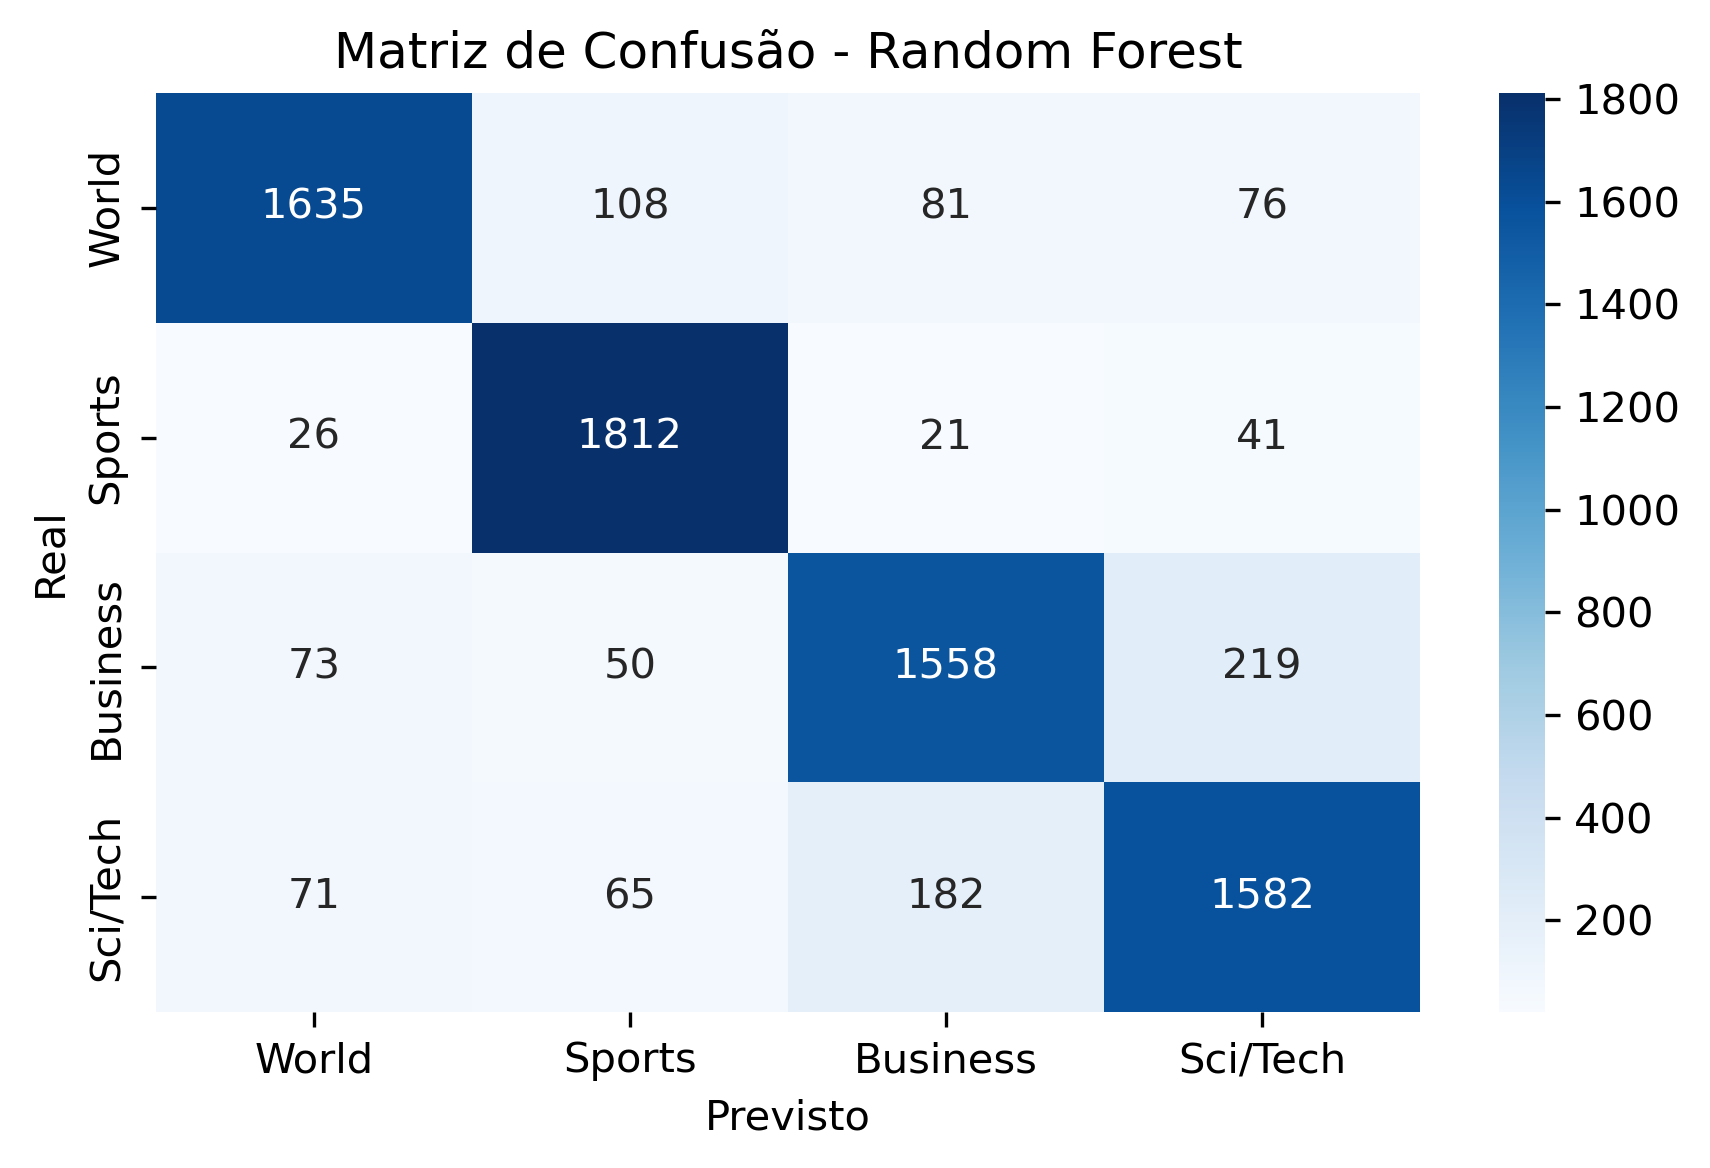 Matriz de Confusão - Random Forest
World 1635 108 81 76
Sports 26 1812 21 41
Business 73 50 1558 219
Sci/Tech 71 65 182 1582
Real
World Sports Business Sci/Tech
Previsto
1800
1600
1400
1200
1000
800
600
400
200